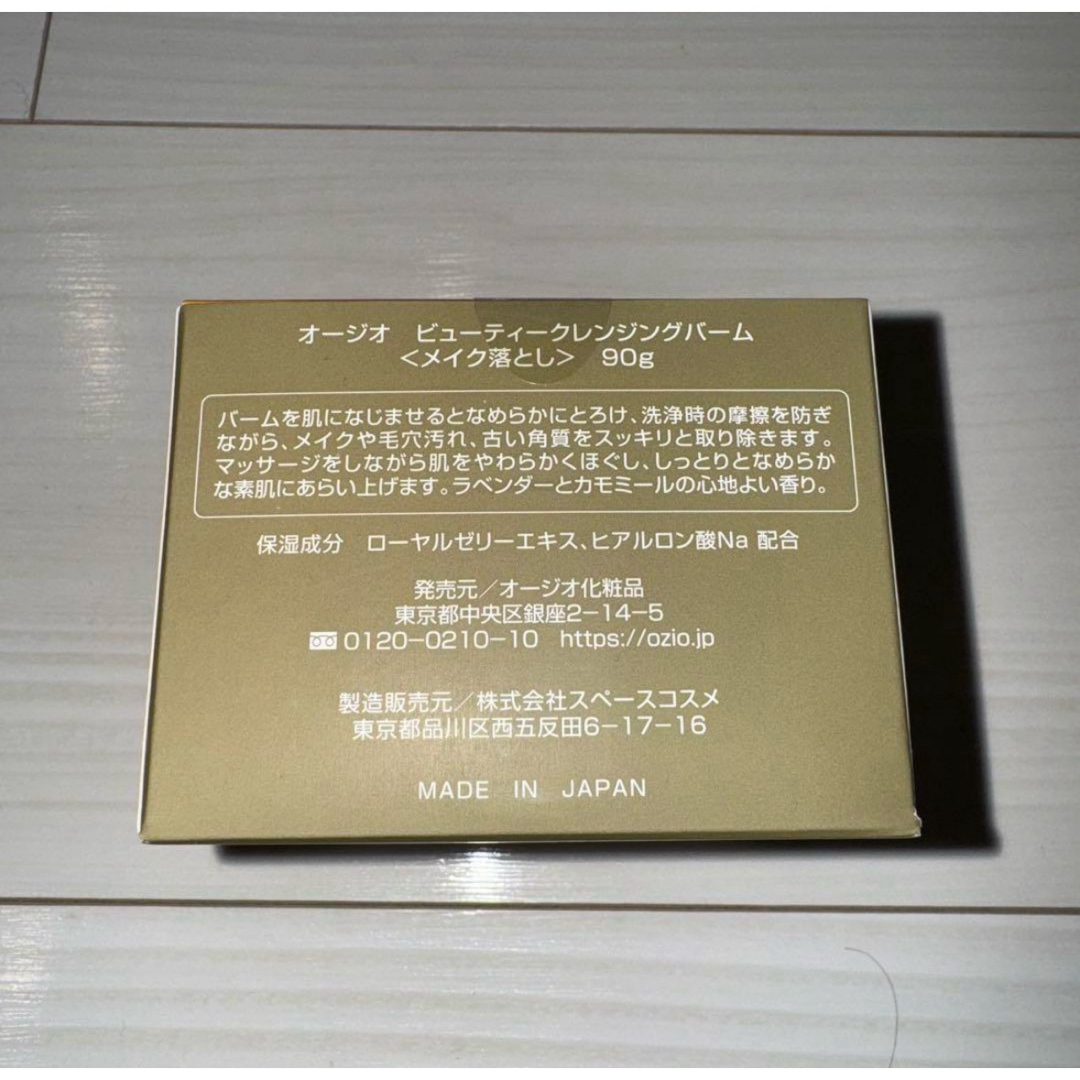 オージオ　ビューティークレンジングバーム
＜メイク落とし＞　90g
バームを肌になじませるとなめらかにとろけ、洗浄時の摩擦を防ぎ
ながら、メイクや毛穴汚れ、古い角質をスッキリと取り除きます。
マッサージをしながら肌をやわらかくほぐし、しっとりとなめらか
な素肌にあらい上げます。ラベンダーとカモミールの心地よい香り。
保湿成分　ローヤルゼリーエキス、ヒアルロン酸Na 配合
発売元／オージオ化粧品
東京都中央区銀座2−14−5
0120−0210−10　https://ozio.jp
製造販売元／株式会社スペースコスメ
東京都品川区西五反田6−17−16
MADE IN JAPAN